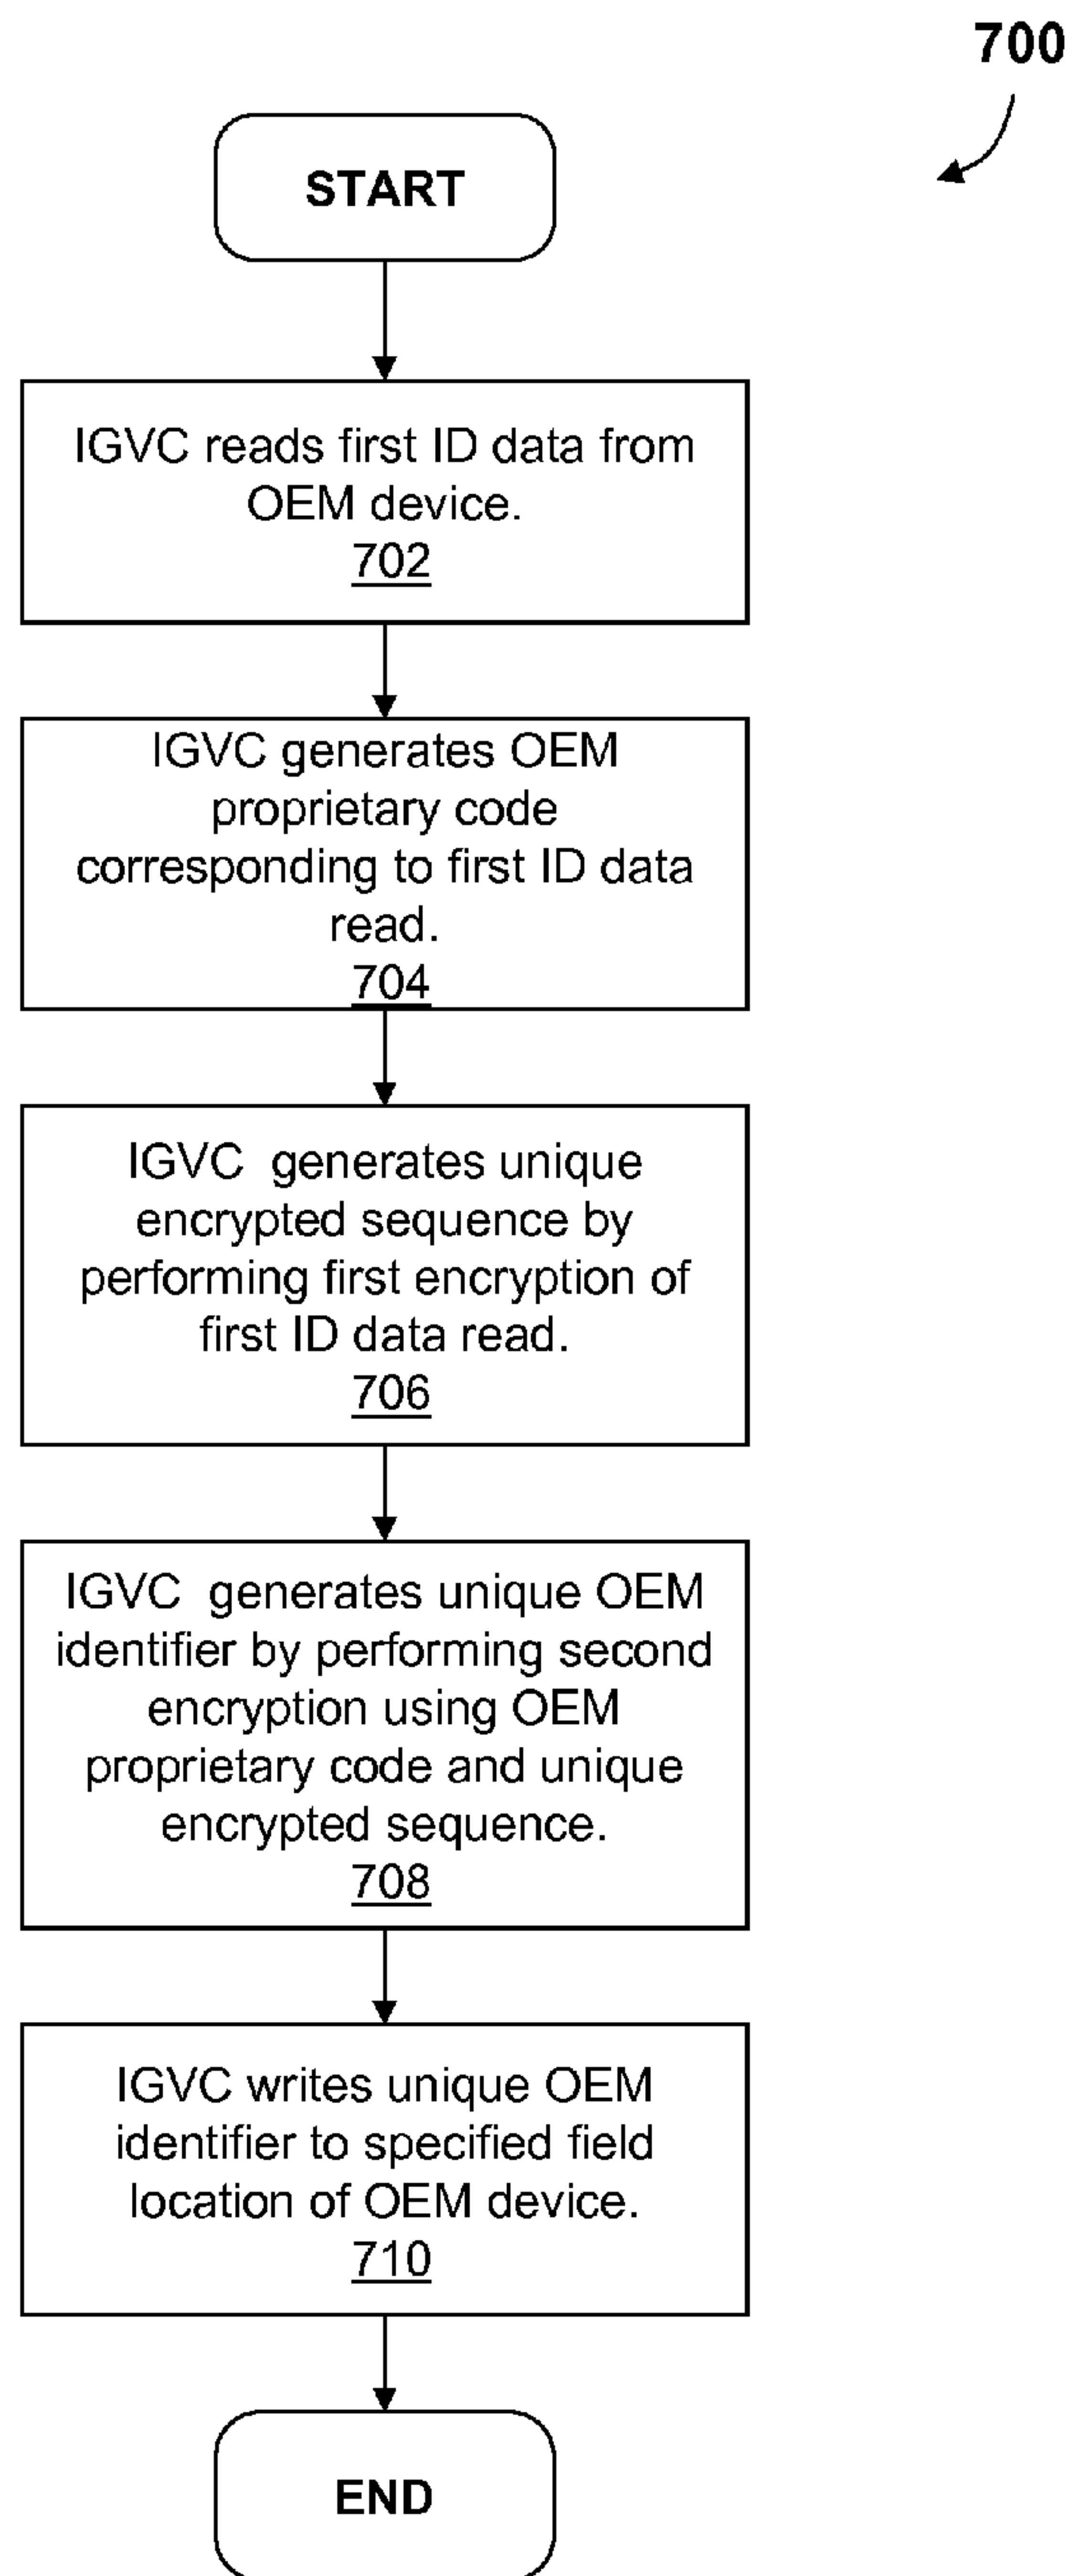 700
START
IGVC reads first ID data from
OEM device.
702
IGVC generates OEM
proprietary code
corresponding to first ID data
read.
704
IGVC generates unique
encrypted sequence by
performing first encryption of
first ID data read.
706
IGVC generates unique OEM
identifier by performing second
encryption using OEM
proprietary code and unique
encrypted sequence.
708
IGVC writes unique OEM
identifier to specified field
location of OEM device.
710
END